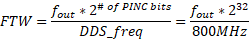 FTW = f_out * 2^# of PINC bits / DDS_freq = f_out * 2^32 / 800MHz